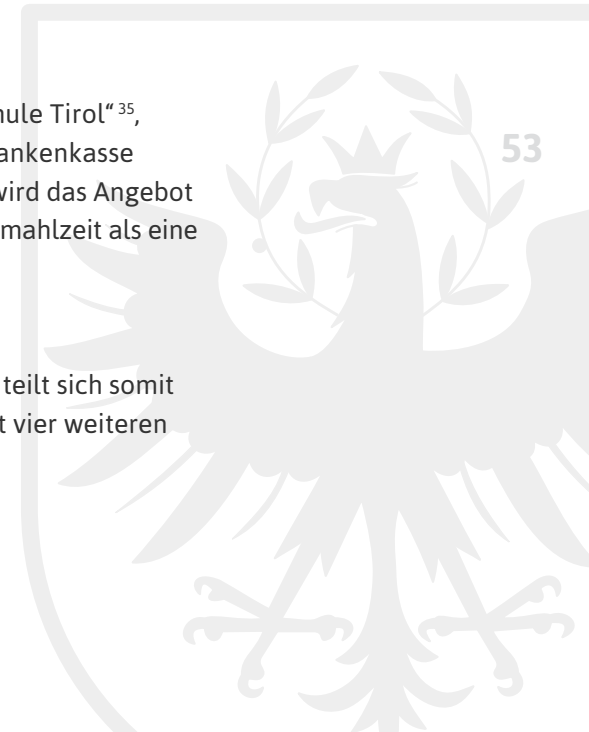 hule Tirol“ 35,
53
ankenkasse
wird das Angebot
mahlzeit als eine
teilt sich somit
t vier weiteren